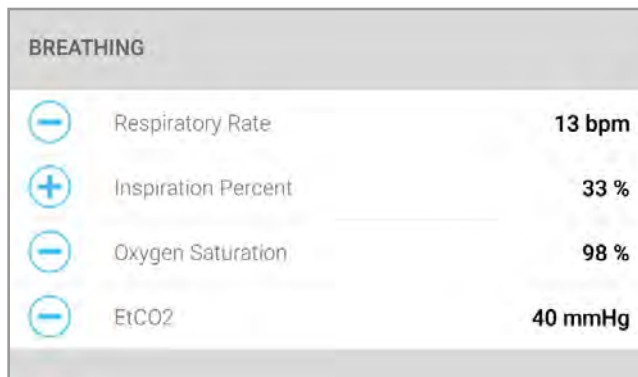 BREATHING
Respiratory Rate 13 bpm
Inspiration Percent 33 %
Oxygen Saturation 98 %
EtCO2 40 mmHg